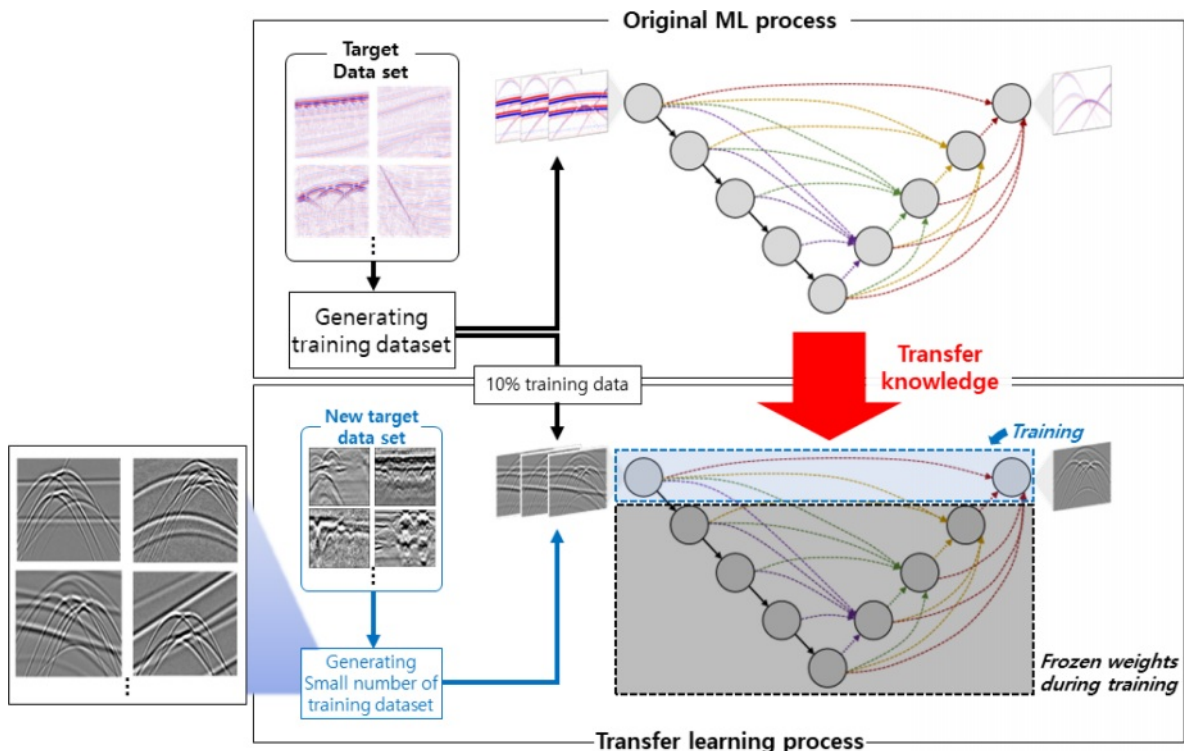 Original ML process
Target
Data set
Generating
training dataset
10% training data
Transfer
knowledge
New target
data set
Training
Generating
Small number of
training dataset
Frozen weights
during training
Transfer learning process